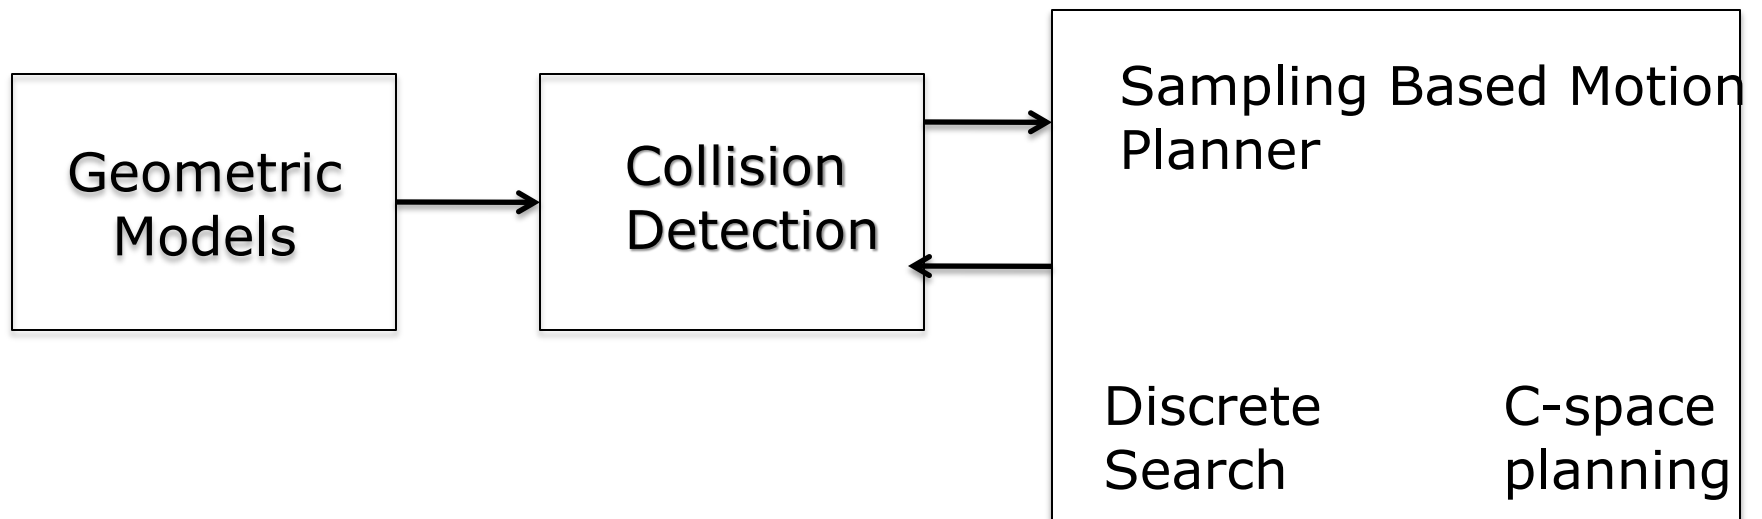 Geometric
Models
Collision
Detection
Sampling Based Motion
Planner
Discrete
Search
C-space
planning